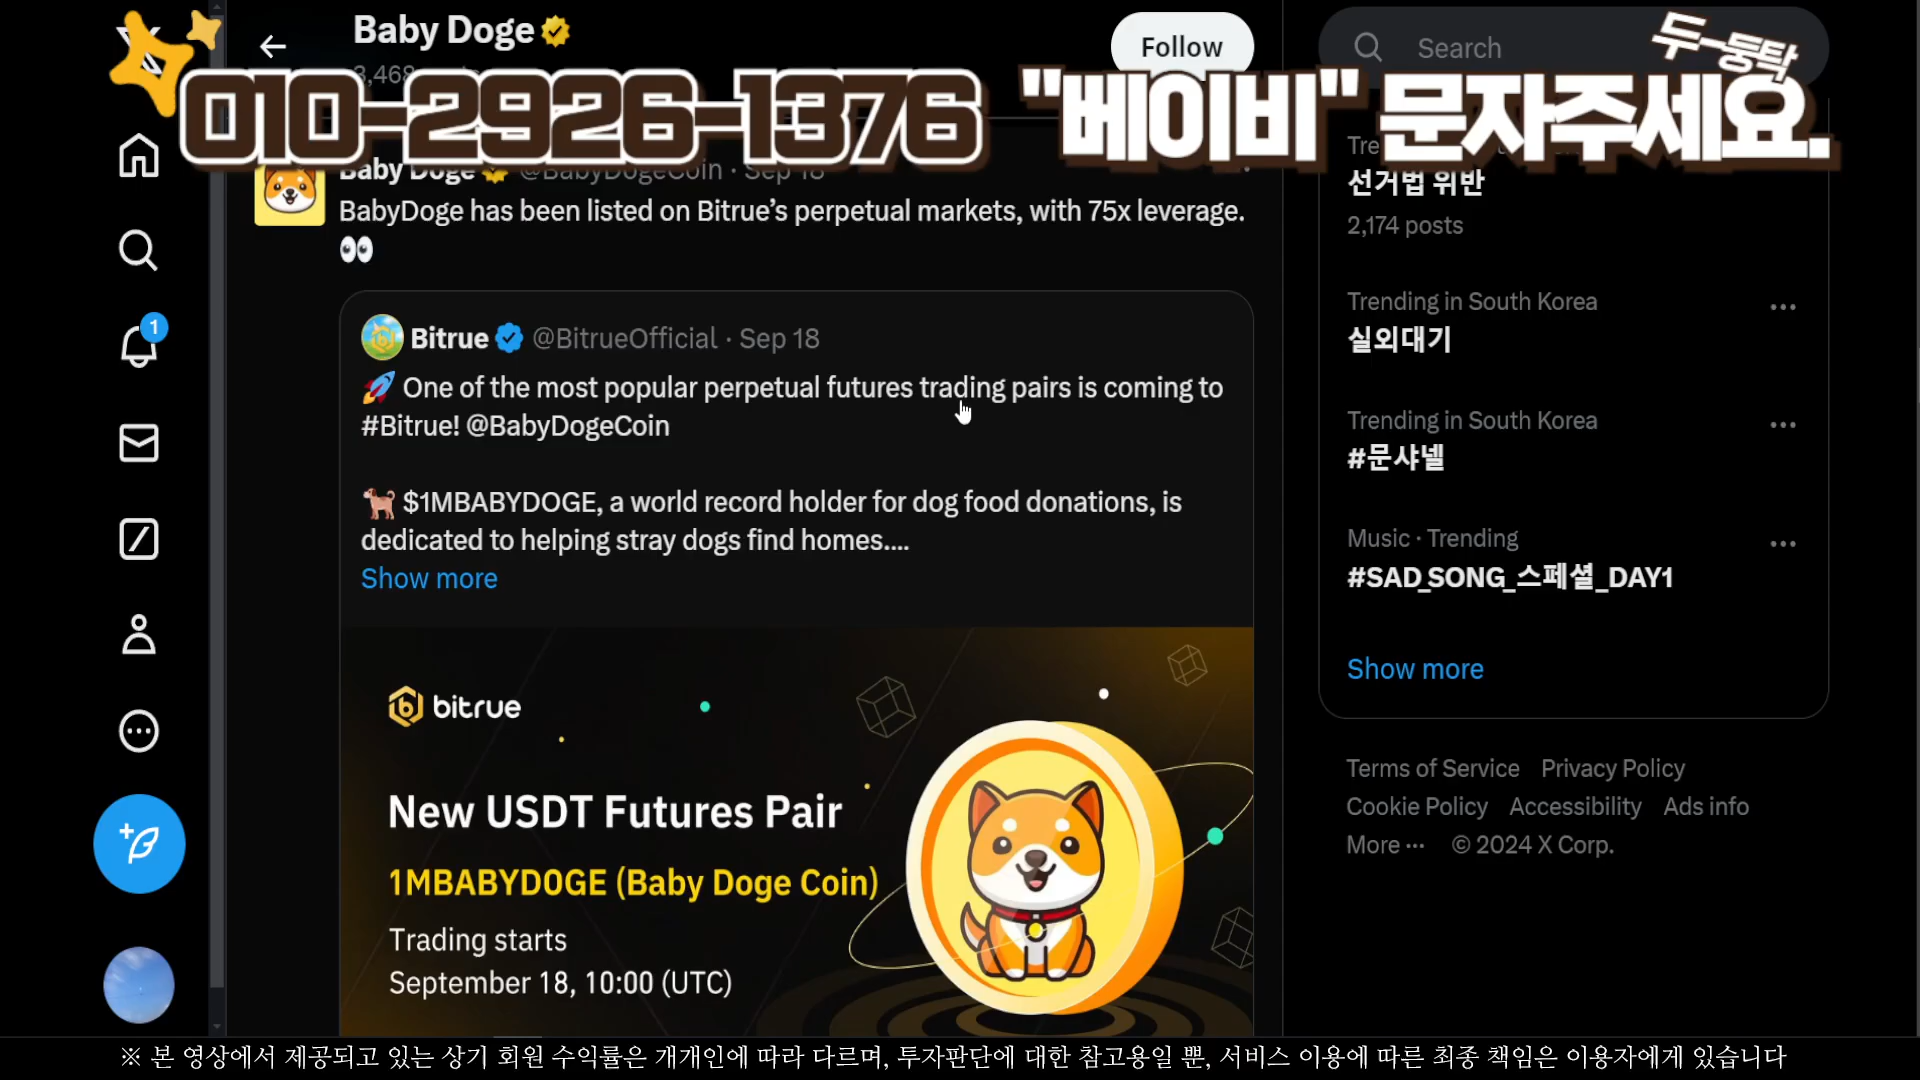 Baby Doge
Follow
Search
두-둥탁
010-2926-1376 "베이비" 문자주세요.
Baby Doge @BabyDogeCoin · Sep 18
BabyDoge has been listed on Bitrue's perpetual markets, with 75x leverage.
👀
1
Bitrue @BitrueOfficial · Sep 18
🚀 One of the most popular perpetual futures trading pairs is coming to
#Bitrue! @BabyDogeCoin
🐕 $1MBABYDOGE, a world record holder for dog food donations, is
dedicated to helping stray dogs find homes....
Show more
bitrue
New USDT Futures Pair
1MBABYDOGE (Baby Doge Coin)
Trading starts
September 18, 10:00 (UTC)
선거법 위반
2,174 posts
Trending in South Korea
실외대기
Trending in South Korea
#문샤넬
Music · Trending
#SAD_SONG_스페셜_DAY1
Show more
Terms of Service Privacy Policy
Cookie Policy Accessibility Ads info
More ··· © 2024 X Corp.
※ 본 영상에서 제공되고 있는 상기 회원 수익률은 개개인에 따라 다르며, 투자판단에 대한 참고용일 뿐, 서비스 이용에 따른 최종 책임은 이용자에게 있습니다